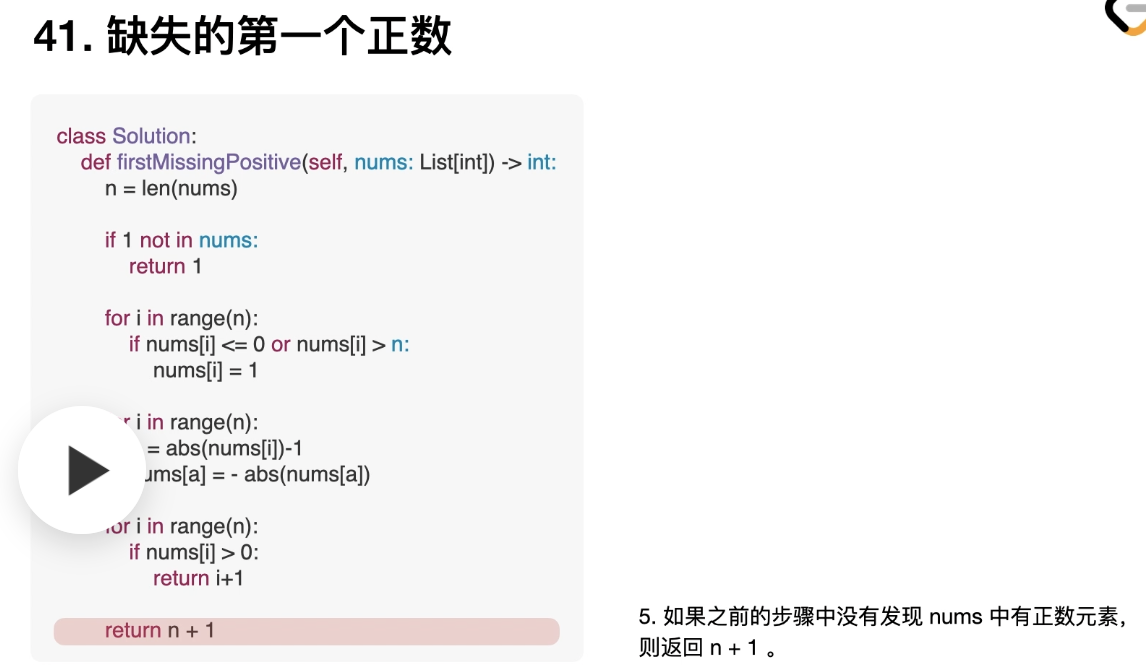 41. 缺失的第一个正数
class Solution:
def firstMissingPositive(self, nums: List[int]) -> int:
n = len(nums)
if 1 not in nums:
return 1
for i in range(n):
if nums[i] <= 0 or nums[i] > n:
nums[i] = 1
i in range(n):
= abs(nums[i])-1
[a] = - abs(nums[a])
for i in range(n):
if nums[i] > 0:
return i+1
return n + 1
5. 如果之前的步骤中没有发现 nums 中有正数元素，
则返回 n + 1 。